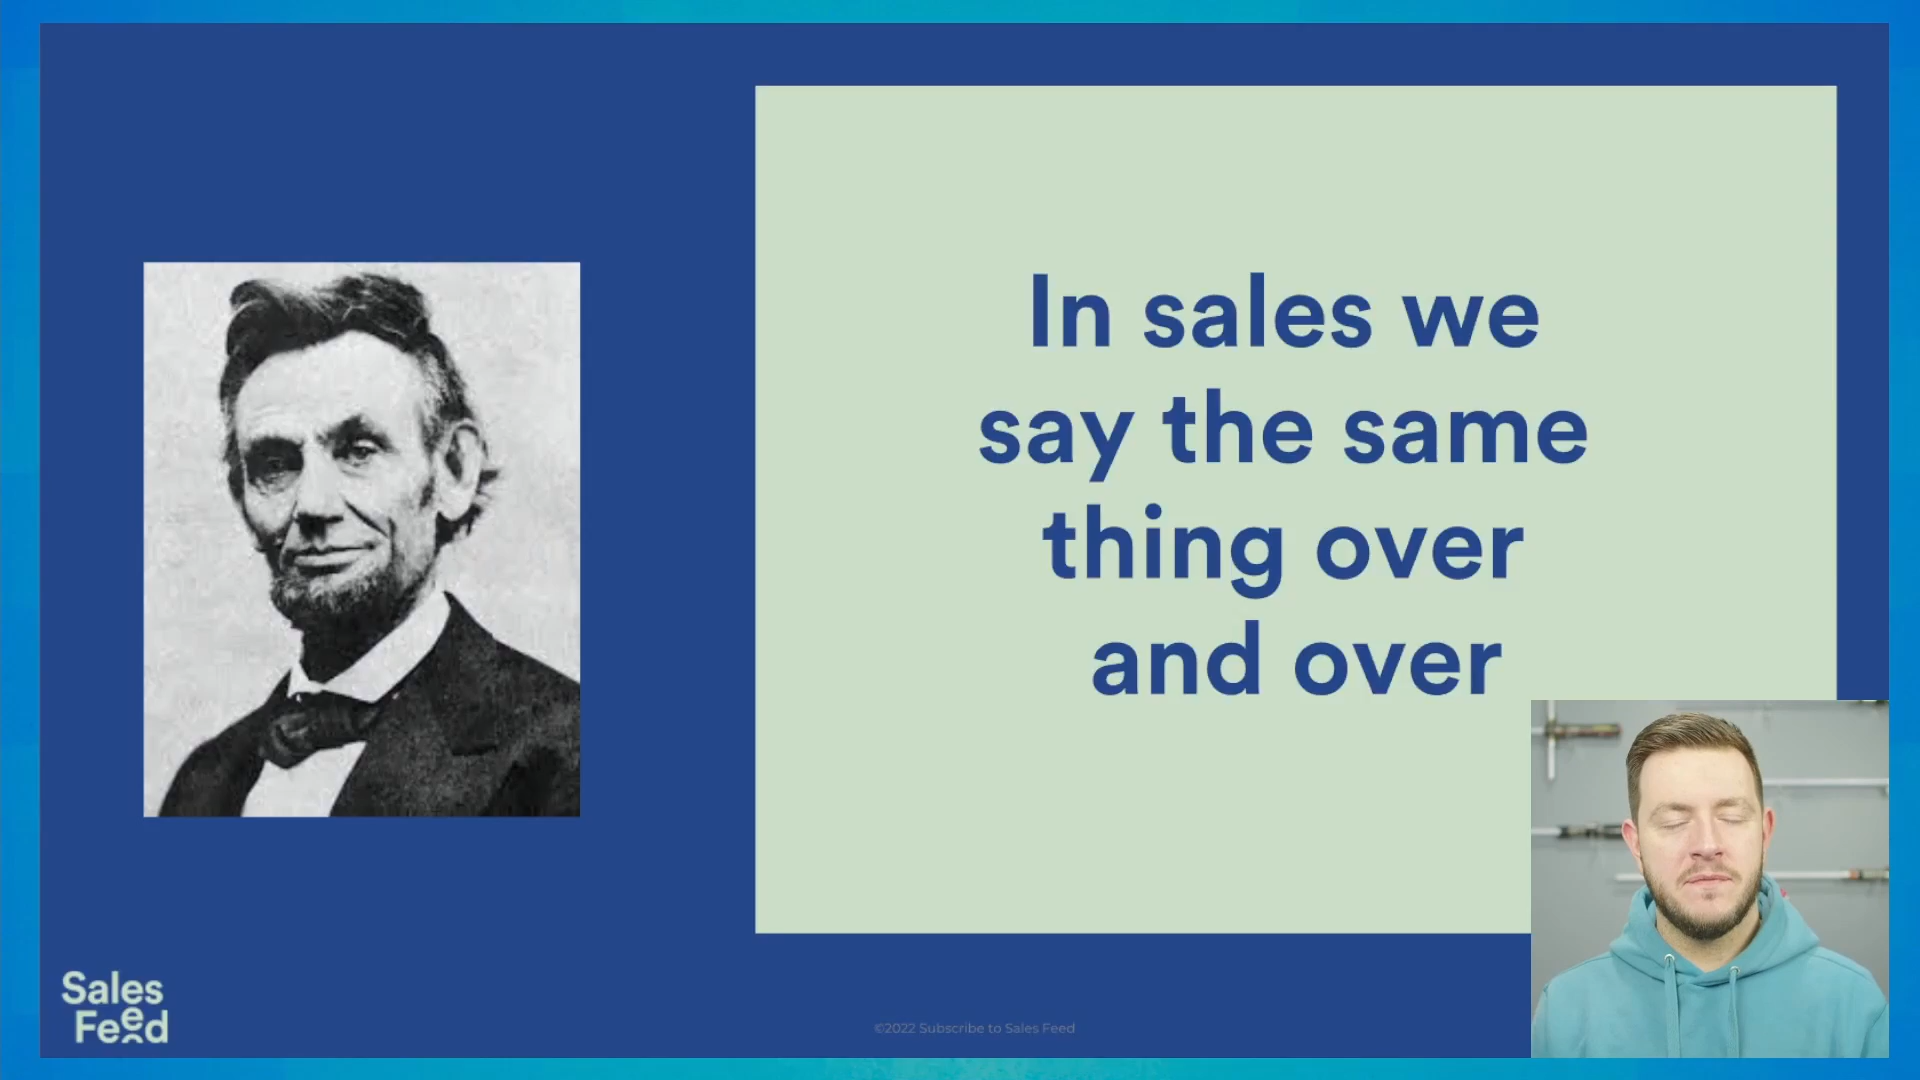 In sales we
say the same
thing over
and over
Sales
Feed
©2022 Subscribe to Sales Feed